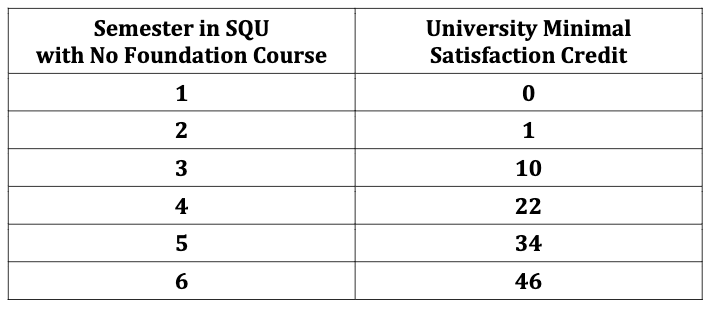 Semester in SQU
with No Foundation Course
University Minimal
Satisfaction Credit
1 0
2 1
3 10
4 22
5 34
6 46